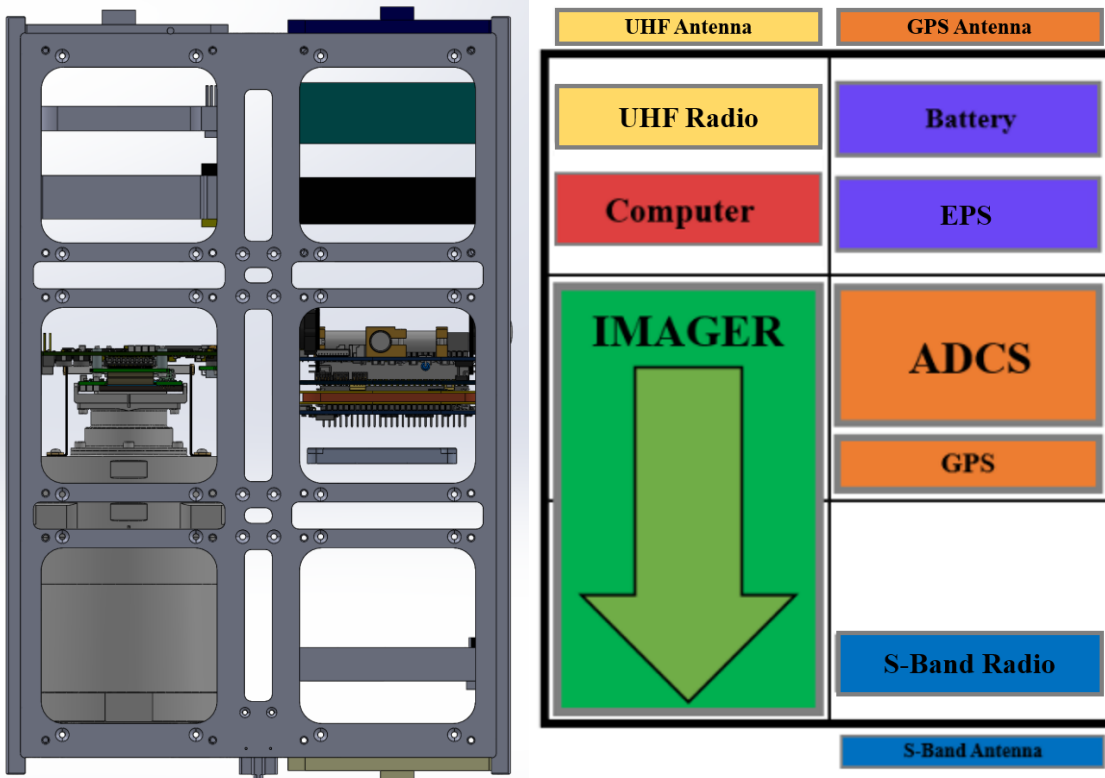 UHF Antenna
GPS Antenna
UHF Radio
Battery
Computer
EPS
IMAGER
ADCS
GPS
S-Band Radio
S-Band Antenna